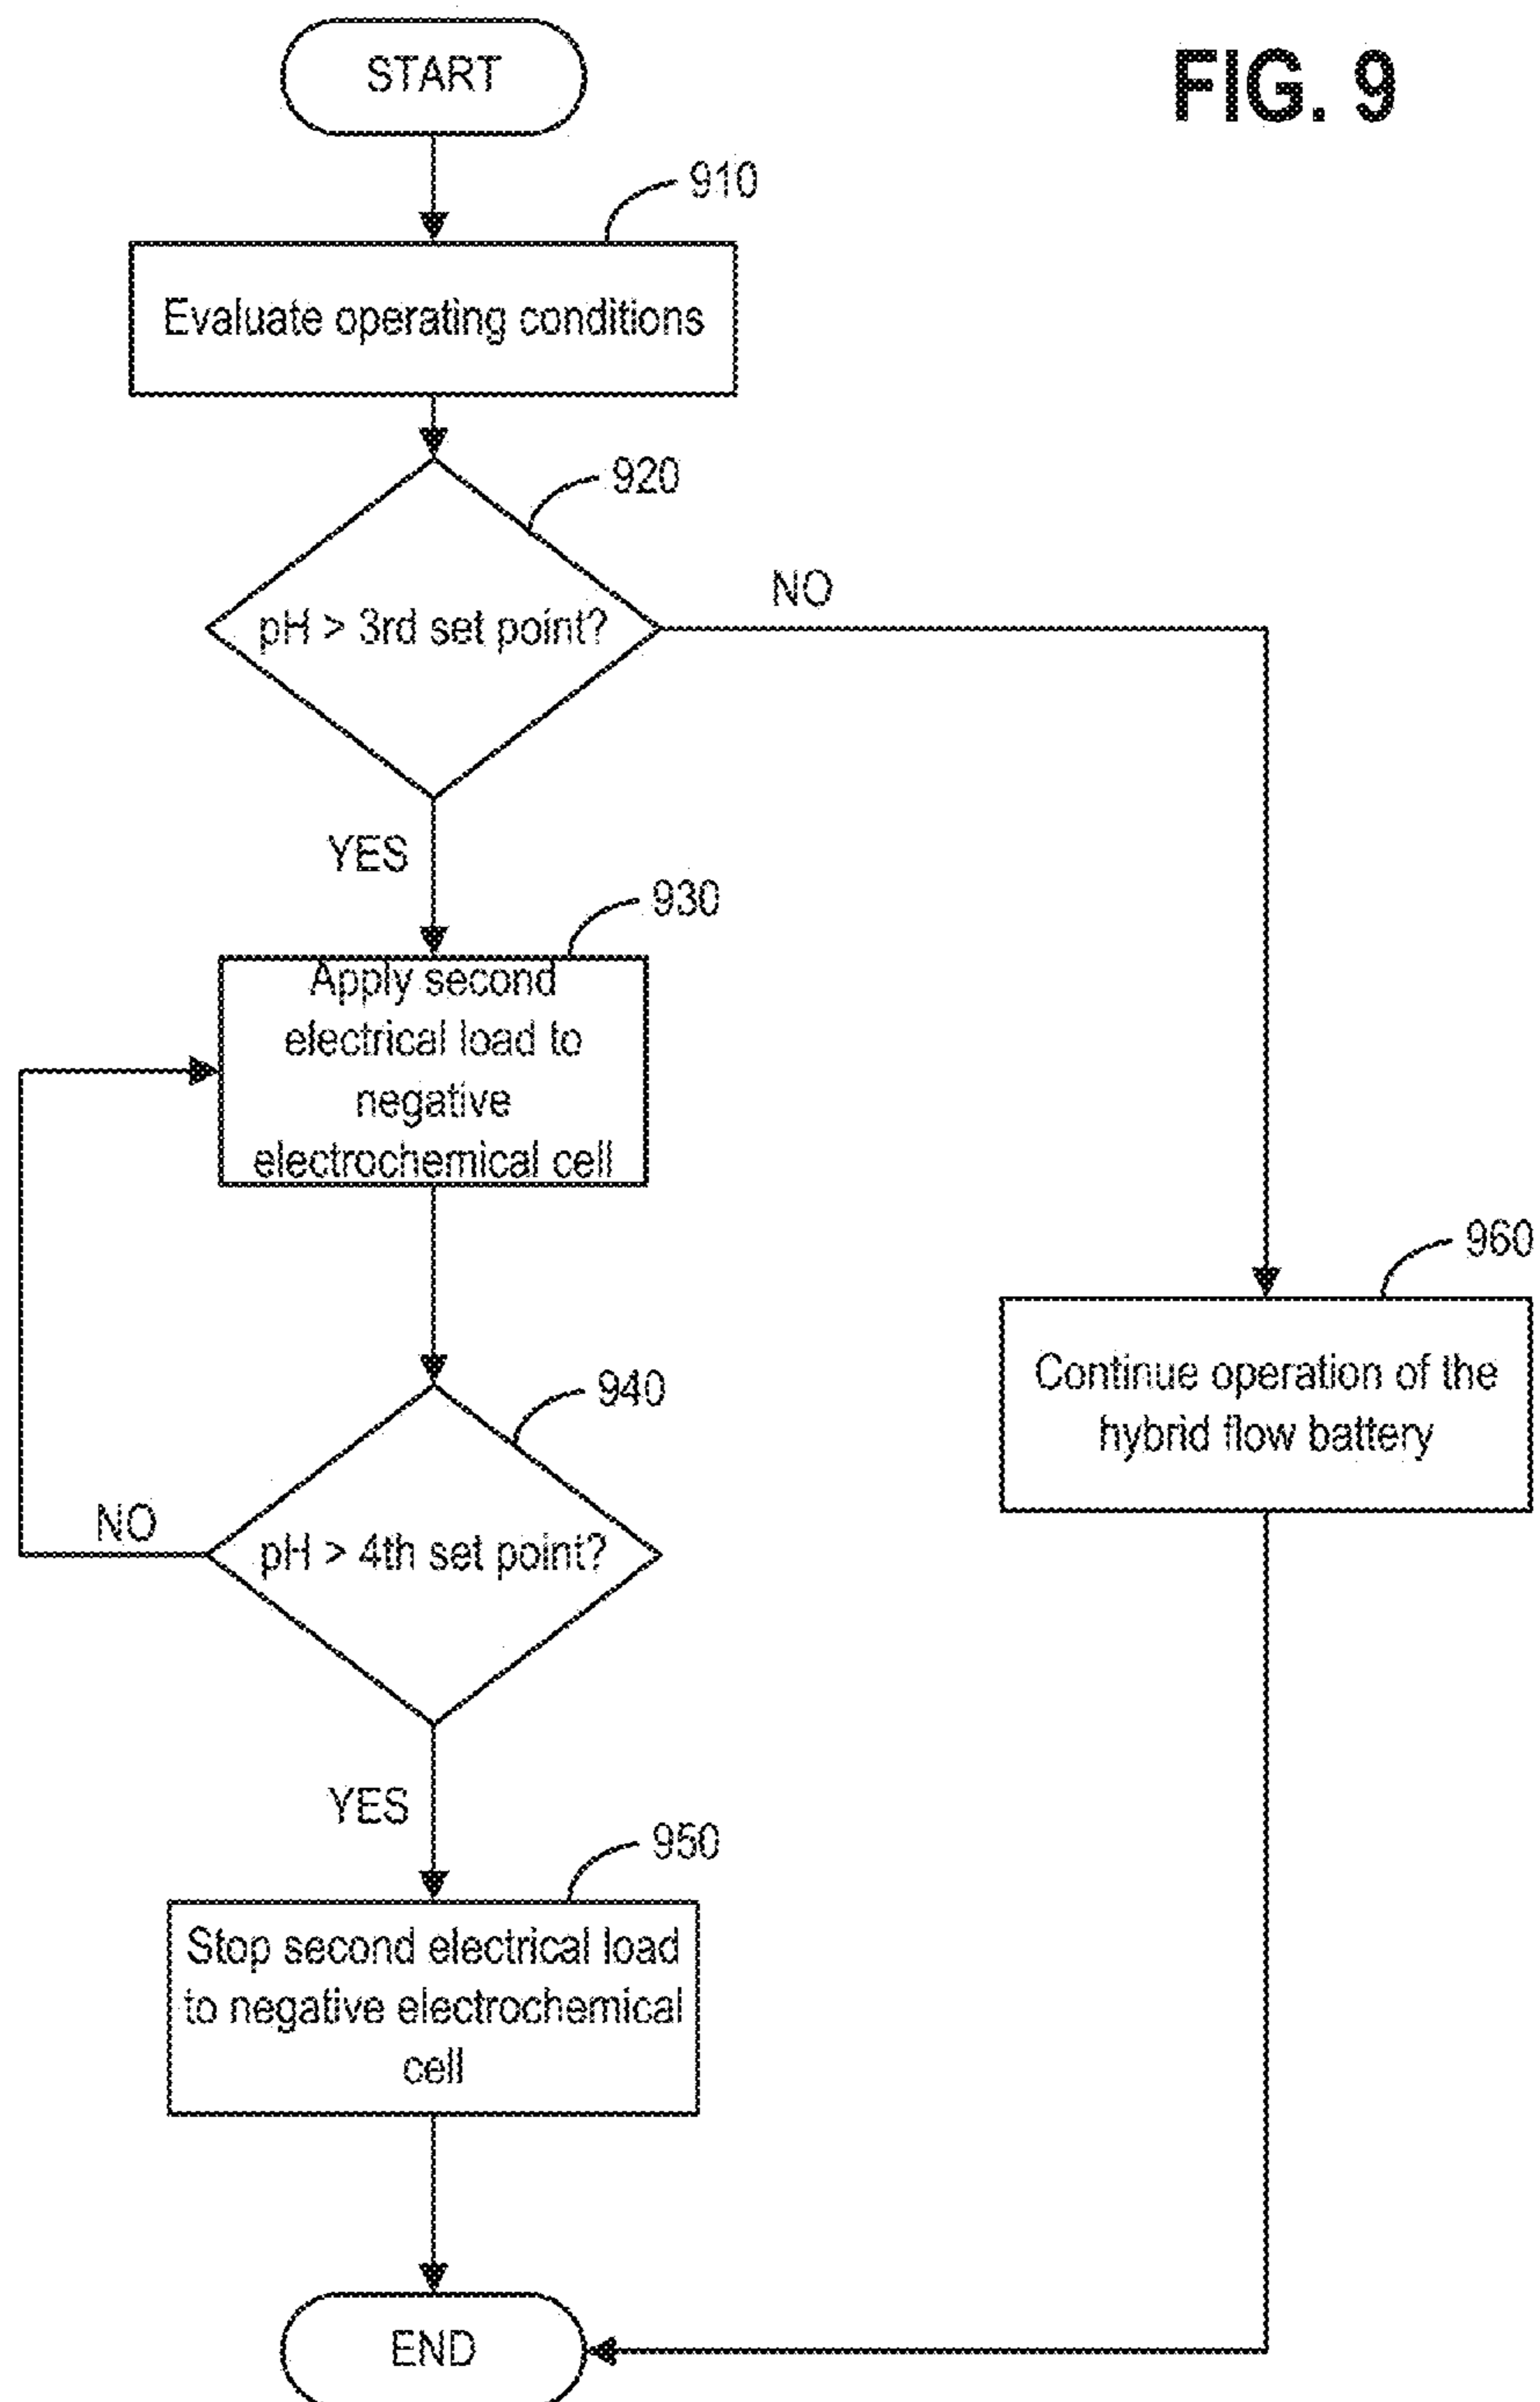 START
FIG. 9
910
Evaluate operating conditions
920
pH > 3rd set point?
NO
YES
930
Apply second
electrical load to
negative
electrochemical cell
960
Continue operation of the
hybrid flow battery
940
pH > 4th set point?
NO
YES
950
Stop second electrical load
to negative electrochemical
cell
END